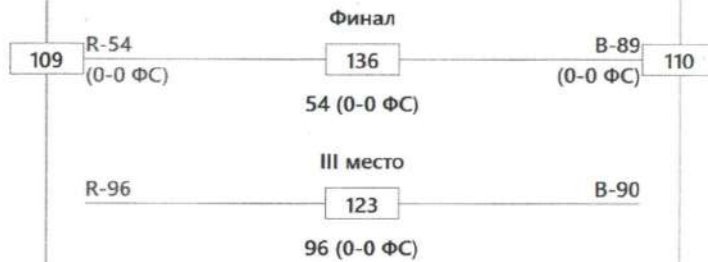 Финал
109 R-54 136 B-89 110
(0-0 ФС) (0-0 ФС)
54 (0-0 ФС)
III место
R-96 123 B-90
96 (0-0 ФС)